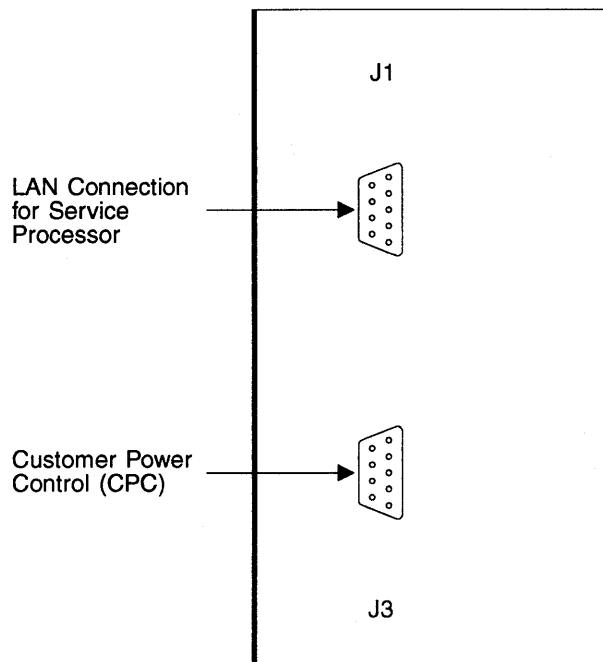 J1
LAN Connection
for Service
Processor
Customer Power
Control (CPC)
J3